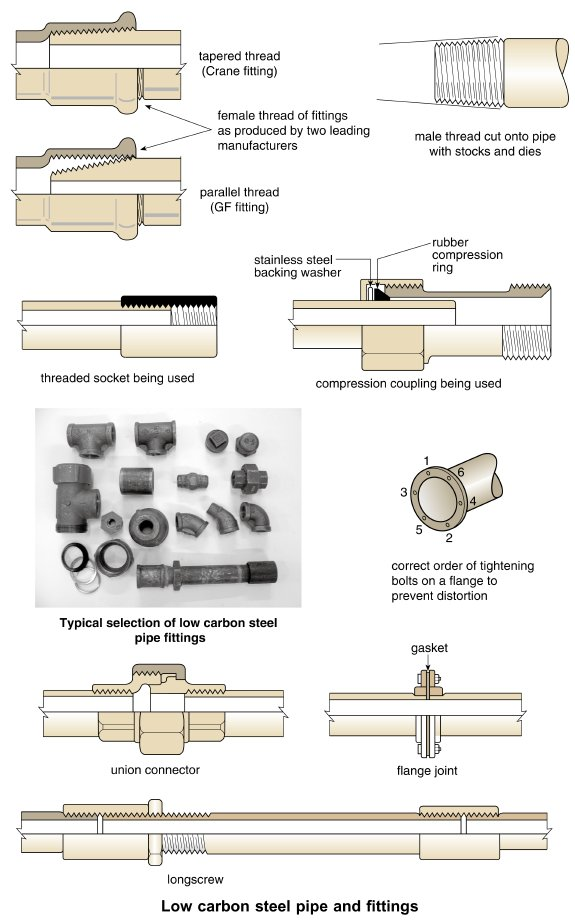 tapered thread
(Crane fitting)
female thread of fittings
as produced by two leading
manufacturers
parallel thread
(GF fitting)
male thread cut onto pipe
with stocks and dies
stainless steel
backing washer
rubber
compression
ring
threaded socket being used
compression coupling being used
1
6
3
4
5
2
correct order of tightening
bolts on a flange to
prevent distortion
Typical selection of low carbon steel
pipe fittings
gasket
union connector
flange joint
longscrew
Low carbon steel pipe and fittings